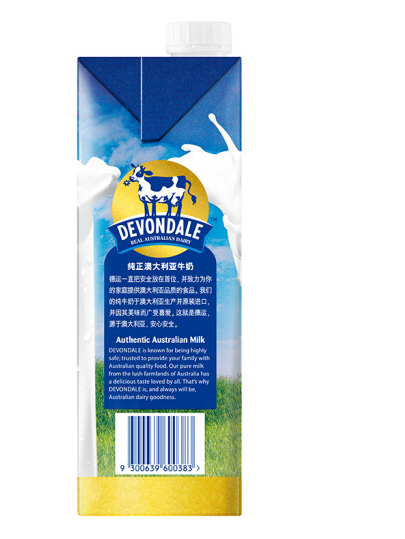 DEVONDALE
TM
REAL AUSTRALIAN DAIRY
纯正澳大利亚牛奶
德运一直把安全放在首位，并致力为你
的家庭提供澳大利亚品质的食品。我们
的纯牛奶于澳大利亚生产并原装进口，
并因其美味而广受喜爱。这就是德运，
源于澳大利亚，安心安全。
Authentic Australian Milk
DEVONDALE is known for being highly
safe; trusted to provide your family with
Australian quality food. Our pure milk
from the lush farmlands of Australia has
a delicious taste loved by all. That's why
DEVONDALE is, and always will be,
Australian dairy goodness.
9 300639 600383 >